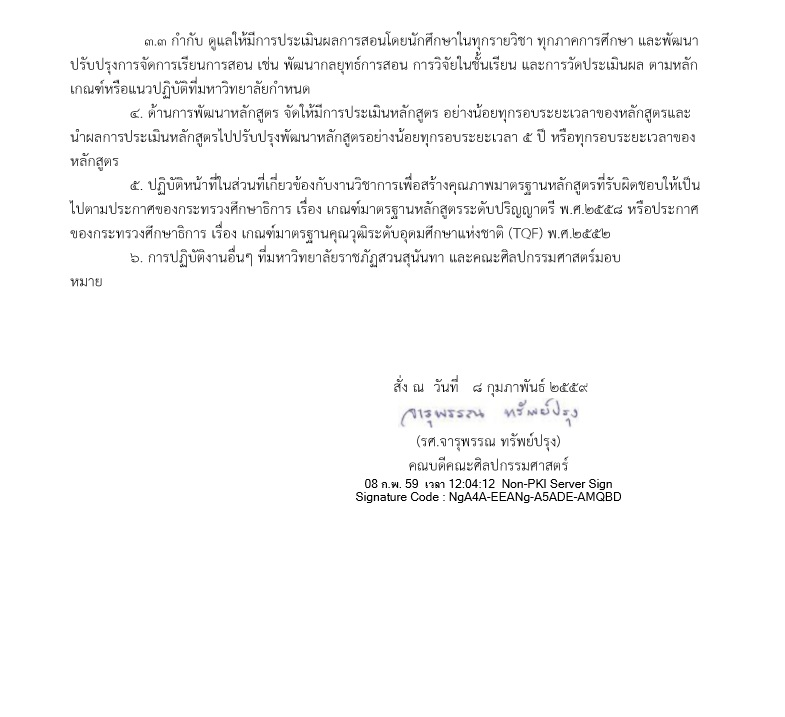 ๓.๓ กำกับ ดูแลให้มีการประเมินผลการสอนโดยนักศึกษาในทุกรายวิชา ทุกภาคการศึกษา และพัฒนา
ปรับปรุงการจัดการเรียนการสอน เช่น พัฒนากลยุทธ์การสอน การวิจัยในชั้นเรียน และการวัดประเมินผล ตามหลัก
เกณฑ์หรือแนวปฏิบัติที่มหาวิทยาลัยกำหนด
๔. ด้านการพัฒนาหลักสูตร จัดให้มีการประเมินหลักสูตร อย่างน้อยทุกรอบระยะเวลาของหลักสูตรและ
นำผลการประเมินหลักสูตรไปปรับปรุงพัฒนาหลักสูตรอย่างน้อยทุกรอบระยะเวลา ๕ ปี หรือทุกรอบระยะเวลาของ
หลักสูตร
๕. ปฏิบัติหน้าที่ในส่วนที่เกี่ยวข้องกับงานวิชาการเพื่อสร้างคุณภาพมาตรฐานหลักสูตรที่รับผิดชอบให้เป็น
ไปตามประกาศของกระทรวงศึกษาธิการ เรื่อง เกณฑ์มาตรฐานหลักสูตรระดับปริญญาตรี พ.ศ.๒๕๕๘ หรือประกาศ
ของกระทรวงศึกษาธิการ เรื่อง เกณฑ์มาตรฐานคุณวุฒิระดับอุดมศึกษาแห่งชาติ (TQF) พ.ศ.๒๕๕๒
๖. การปฏิบัติงานอื่นๆ ที่มหาวิทยาลัยราชภัฏสวนสุนันทา และคณะศิลปกรรมศาสตร์มอบ
หมาย
สั่ง ณ วันที่ ๘ กุมภาพันธ์ ๒๕๕๙
จารุพรรณ ทรัพย์ปรุง
(รศ.จารุพรรณ ทรัพย์ปรุง)
คณบดีคณะศิลปกรรมศาสตร์
08 ก.พ. 59 เวลา 12:04:12 Non-PKI Server Sign
Signature Code : NgA4A-EEANg-A5ADE-AMQBD